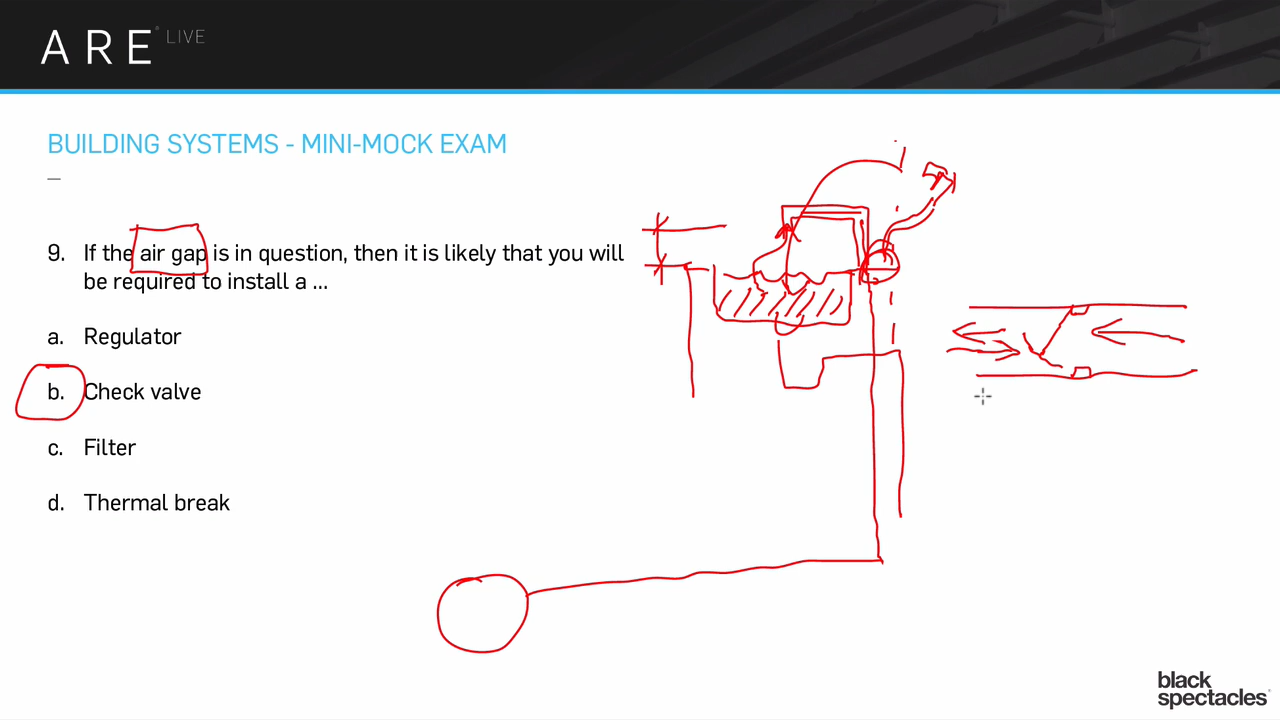 ARE® LIVE
BUILDING SYSTEMS - MINI-MOCK EXAM
9. If the air gap is in question, then it is likely that you will
be required to install a ...
a. Regulator
b. Check valve
c. Filter
d. Thermal break
black
spectacles